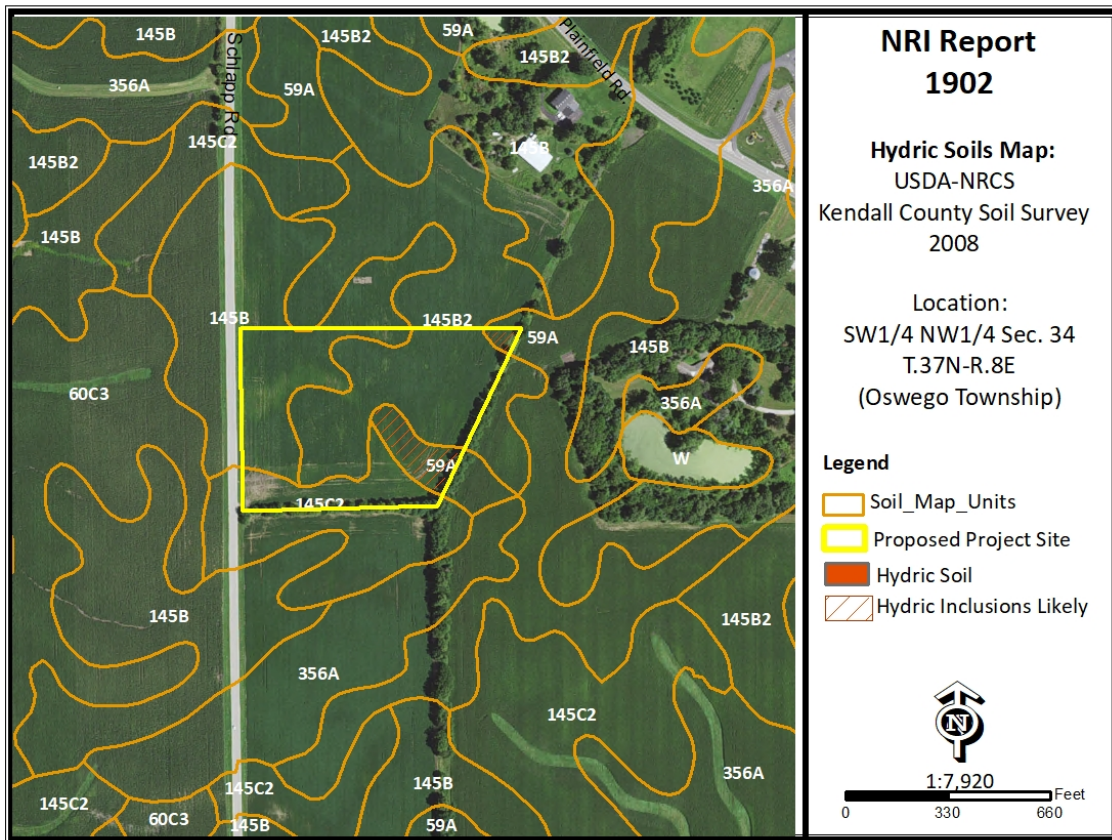 145B
145B2
59A
145B2
Plainfield Rd.
356A
59A
Schlapp Rd
145C2
145B2
145B
356A
145B
145B
145B2
59A
145B
60C3
356A
W
59A
145C2
145B
145B2
356A
145C2
356A
145C2
145B
145C2
60C3
145B
59A
NRI Report
1902
Hydric Soils Map:
USDA-NRCS
Kendall County Soil Survey
2008
Location:
SW1/4 NW1/4 Sec. 34
T.37N-R.8E
(Oswego Township)
Legend
Soil_Map_Units
Proposed Project Site
Hydric Soil
Hydric Inclusions Likely
N
1:7,920
Feet
0 330 660